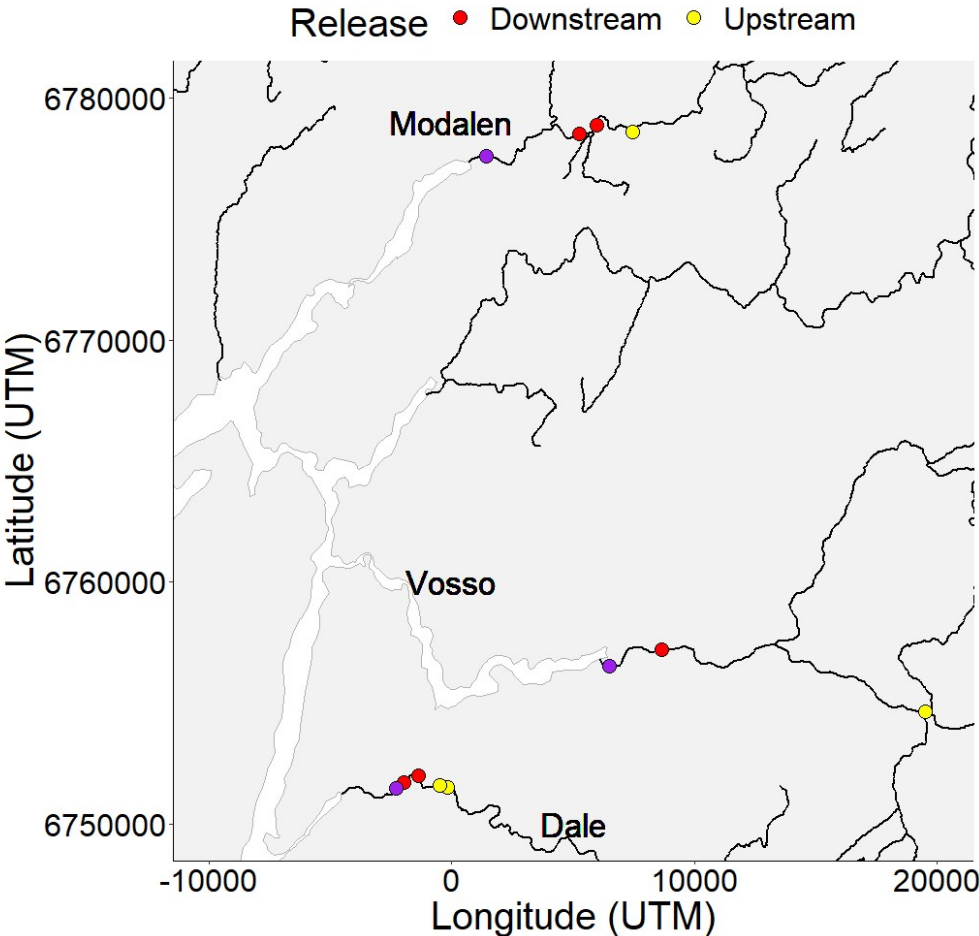 Release Downstream Upstream
Latitude (UTM)
6780000
6770000
6760000
6750000
Modalen
Vosso
Dale
-10000 0 10000 20000
Longitude (UTM)